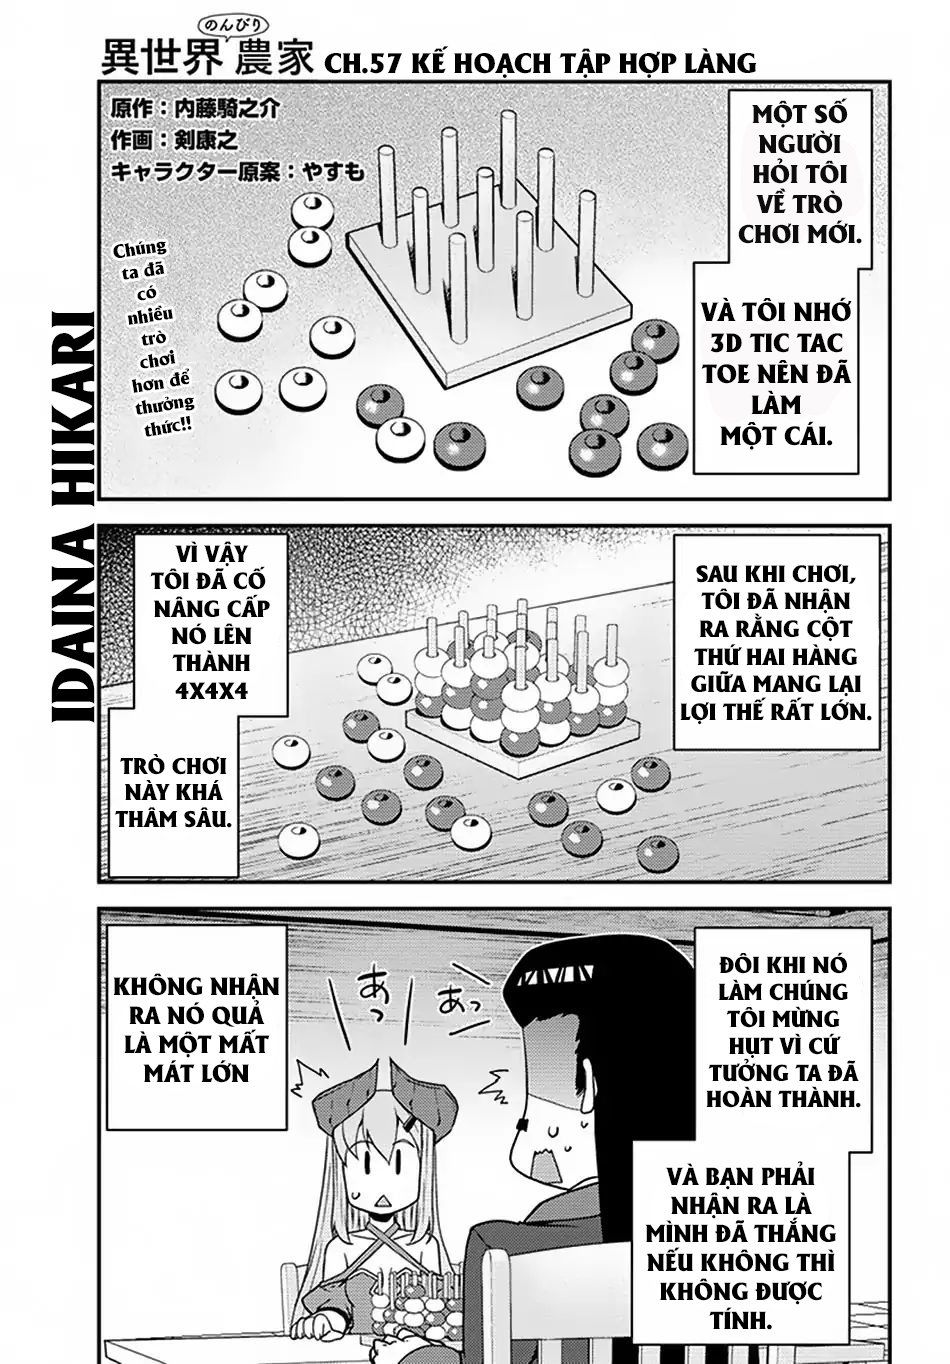 のんびり
異世界農家 CH.57 KẾ HOẠCH TẬP HỢP LÀNG
原作：内藤騎之介
作画：剣康之
キャラクター原案：やすも
MỘT SỐ
NGƯỜI
HỎI TÔI
VỀ TRÒ
CHƠI MỚI.
VÀ TÔI NHỚ
3D TIC TAC
TOE NÊN ĐÃ
LÀM
MỘT CÁI.
Chúng
ta đã
có
nhiều
trò
chơi
hơn để
thưởng
thức!!
IDAINA HIKARI
SAU KHI CHƠI,
TÔI ĐÃ NHẬN
RA RẰNG CỘT
THỨ HAI HÀNG
GIỮA MANG LẠI
LỢI THẾ RẤT LỚN.
VÌ VẬY
TÔI ĐÃ CỐ
NÂNG CẤP
NÓ LÊN
THÀNH
4X4X4
TRÒ CHƠI
NÀY KHÁ
THÂM SÂU.
ĐÔI KHI NÓ
LÀM CHÚNG
TÔI MỪNG
HỤT VÌ CỨ
TƯỞNG TA ĐÃ
HOÀN THÀNH.
VÀ BẠN PHẢI
NHẬN RA LÀ
MÌNH ĐÃ THẮNG
NẾU KHÔNG THÌ
KHÔNG ĐƯỢC
TÍNH.
あっ
あっ
KHÔNG NHẬN
RA NÓ QUẢ
LÀ MỘT MẤT
MÁT LỚN